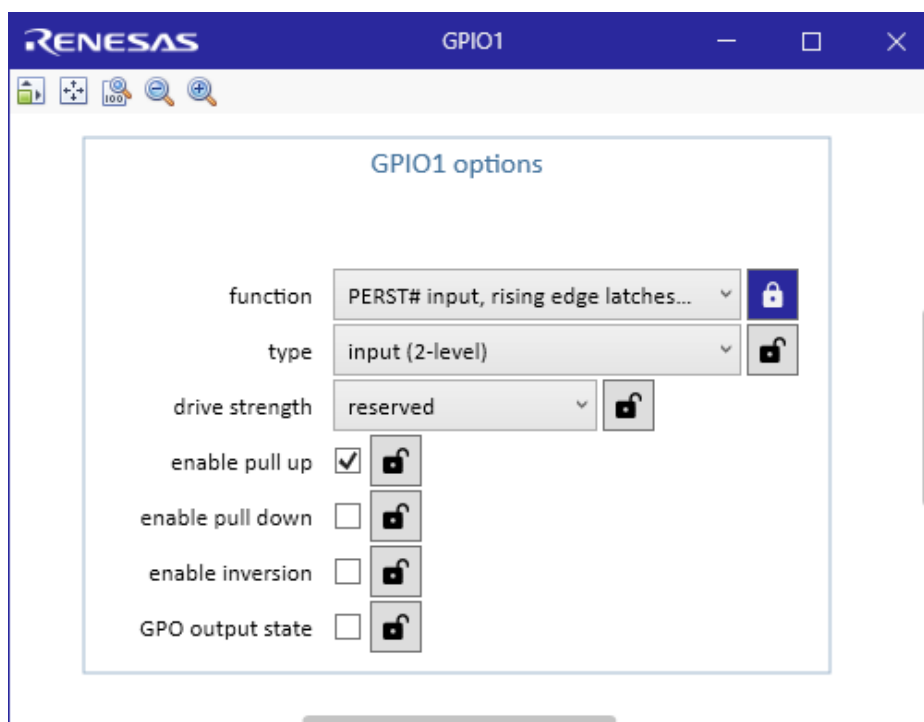 RENESAS GPIO1
100
GPIO1 options
function PERST# input, rising edge latches...
type input (2-level)
drive strength reserved
enable pull up
enable pull down
enable inversion
GPO output state